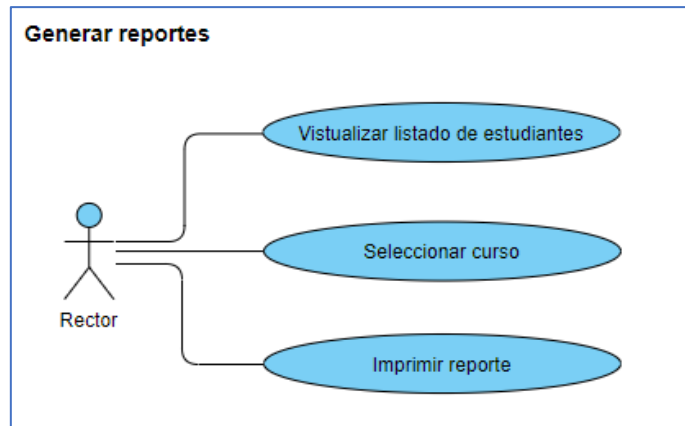 Generar reportes
Vistualizar listado de estudiantes
Seleccionar curso
Rector
Imprimir reporte